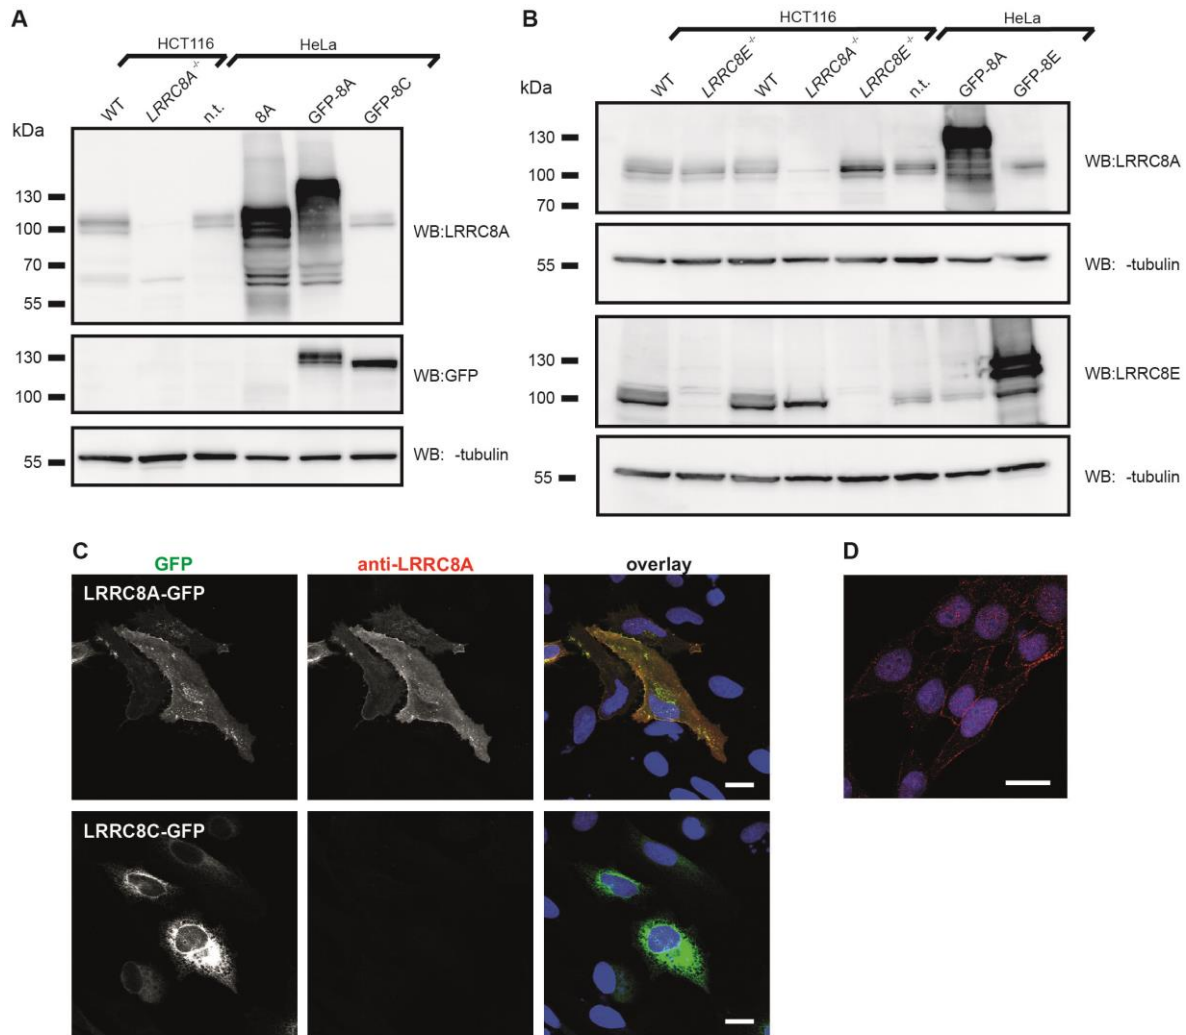 A
HCT116 HeLa
WT LRRC8A-/- n.t. 8A GFP-8A GFP-8C
kDa
130
100
70
55
WB:LRRC8A
130
100
WB:GFP
55
WB: -tubulin
B
HCT116 HeLa
WT LRRC8E-/- WT LRRC8A-/- LRRC8E-/- n.t. GFP-8A GFP-8E
kDa
130
100
70
WB:LRRC8A
55
WB: -tubulin
130
100
WB:LRRC8E
55
WB: -tubulin
C
GFP anti-LRRC8A overlay
LRRC8A-GFP
LRRC8C-GFP
D